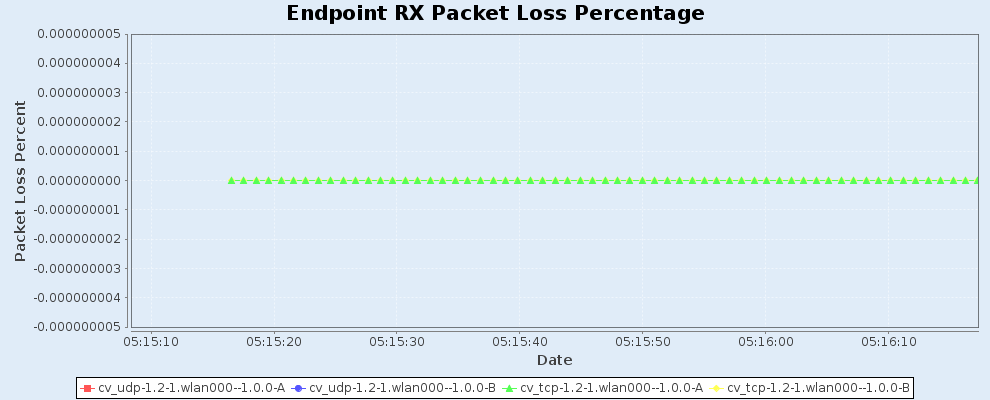 Endpoint RX Packet Loss Percentage
0.000000005
0.000000004
0.000000003
0.000000002
0.000000001
0.000000000
-0.000000001
-0.000000002
-0.000000003
-0.000000004
-0.000000005
Packet Loss Percent
05:15:10 05:15:20 05:15:30 05:15:40 05:15:50 05:16:00 05:16:10
Date
cv_udp-1.2-1.wlan000--1.0.0-A cv_udp-1.2-1.wlan000--1.0.0-B cv_tcp-1.2-1.wlan000--1.0.0-A cv_tcp-1.2-1.wlan000--1.0.0-B